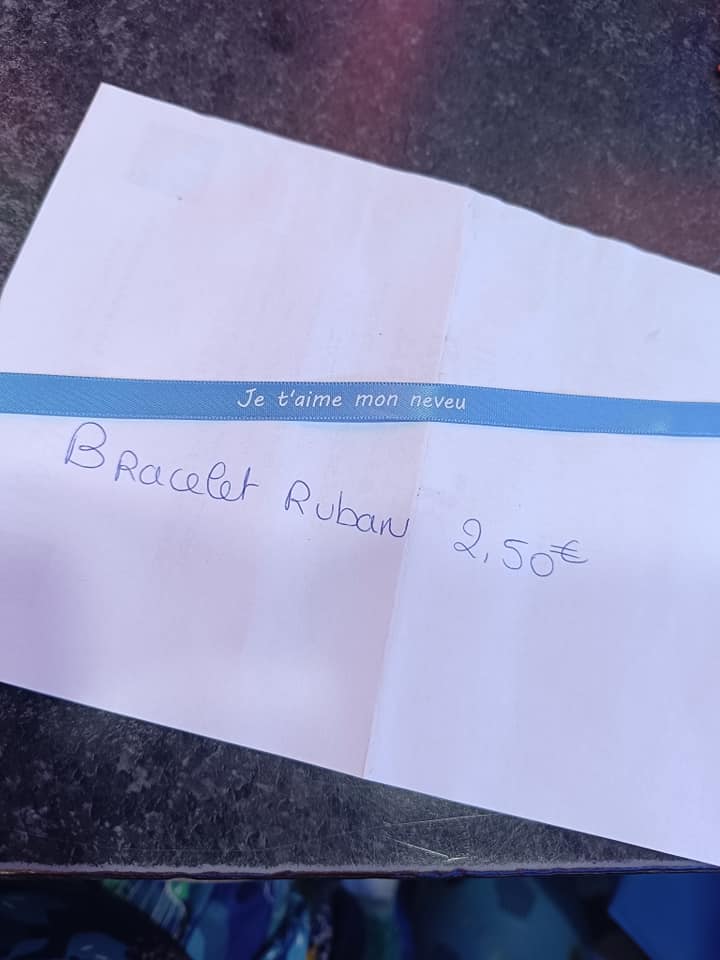 Je t'aime mon neveu
Bracelet Ruban 2,50€